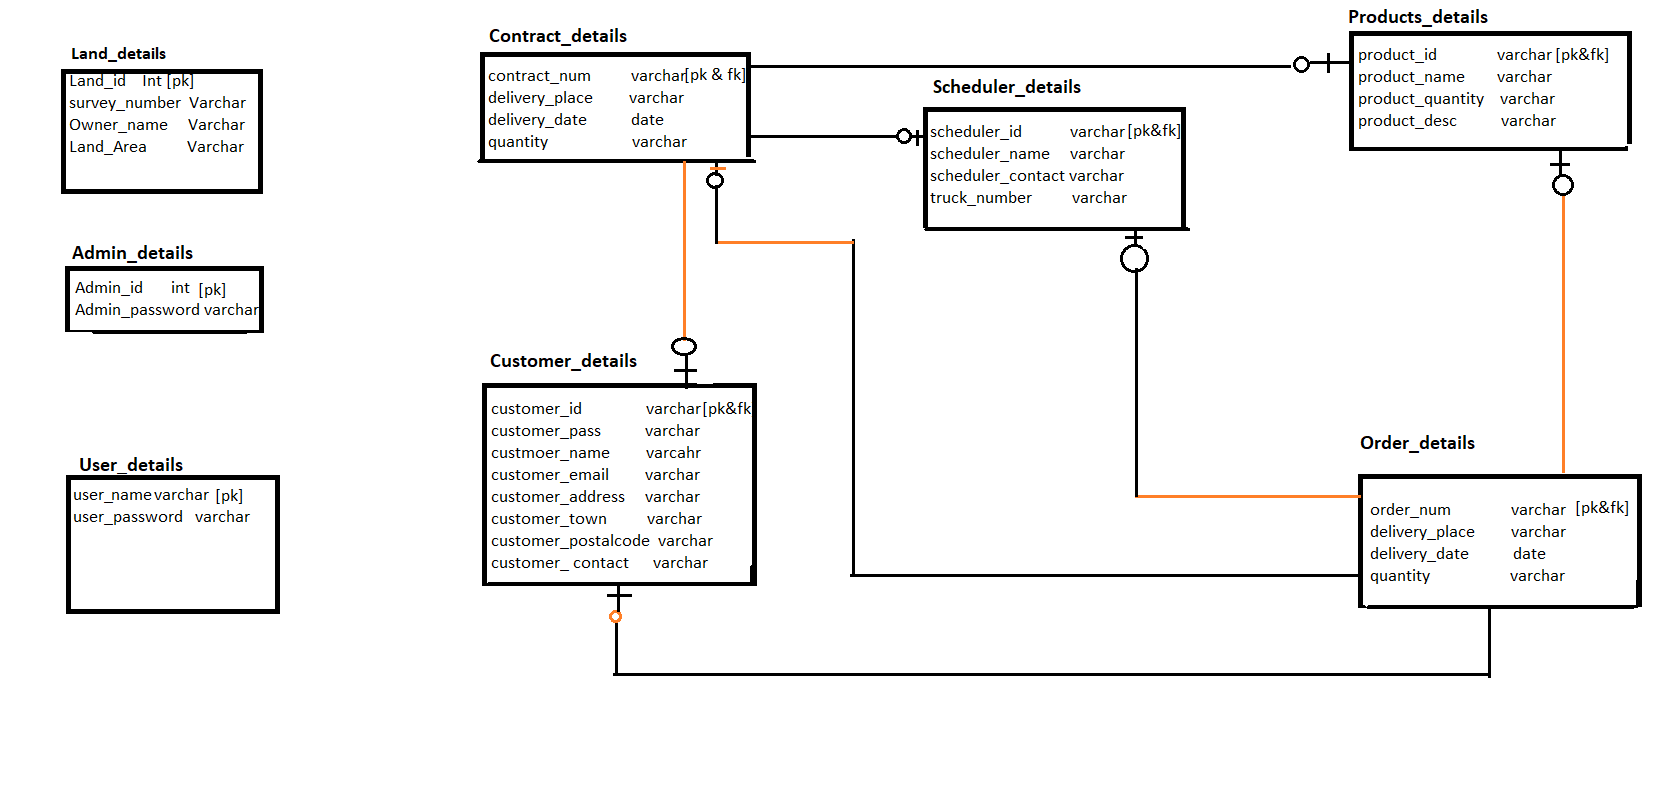 Land_details
Land_id Int [pk]
survey_number Varchar
Owner_name Varchar
Land_Area Varchar
Admin_details
Admin_id int [pk]
Admin_password varchar
User_details
user_name varchar [pk]
user_password varchar
Contract_details
contract_num varchar[pk & fk]
delivery_place varchar
delivery_date date
quantity varchar
Customer_details
customer_id varchar[pk&fk
customer_pass varchar
custmoer_name varcahr
customer_email varchar
customer_address varchar
customer_town varchar
customer_postalcode varchar
customer_ contact varchar
Scheduler_details
scheduler_id varchar [pk&fk]
scheduler_name varchar
scheduler_contact varchar
truck_number varchar
Products_details
product_id varchar [pk&fk]
product_name varchar
product_quantity varchar
product_desc varchar
Order_details
order_num varchar [pk&fk]
delivery_place varchar
delivery_date date
quantity varchar